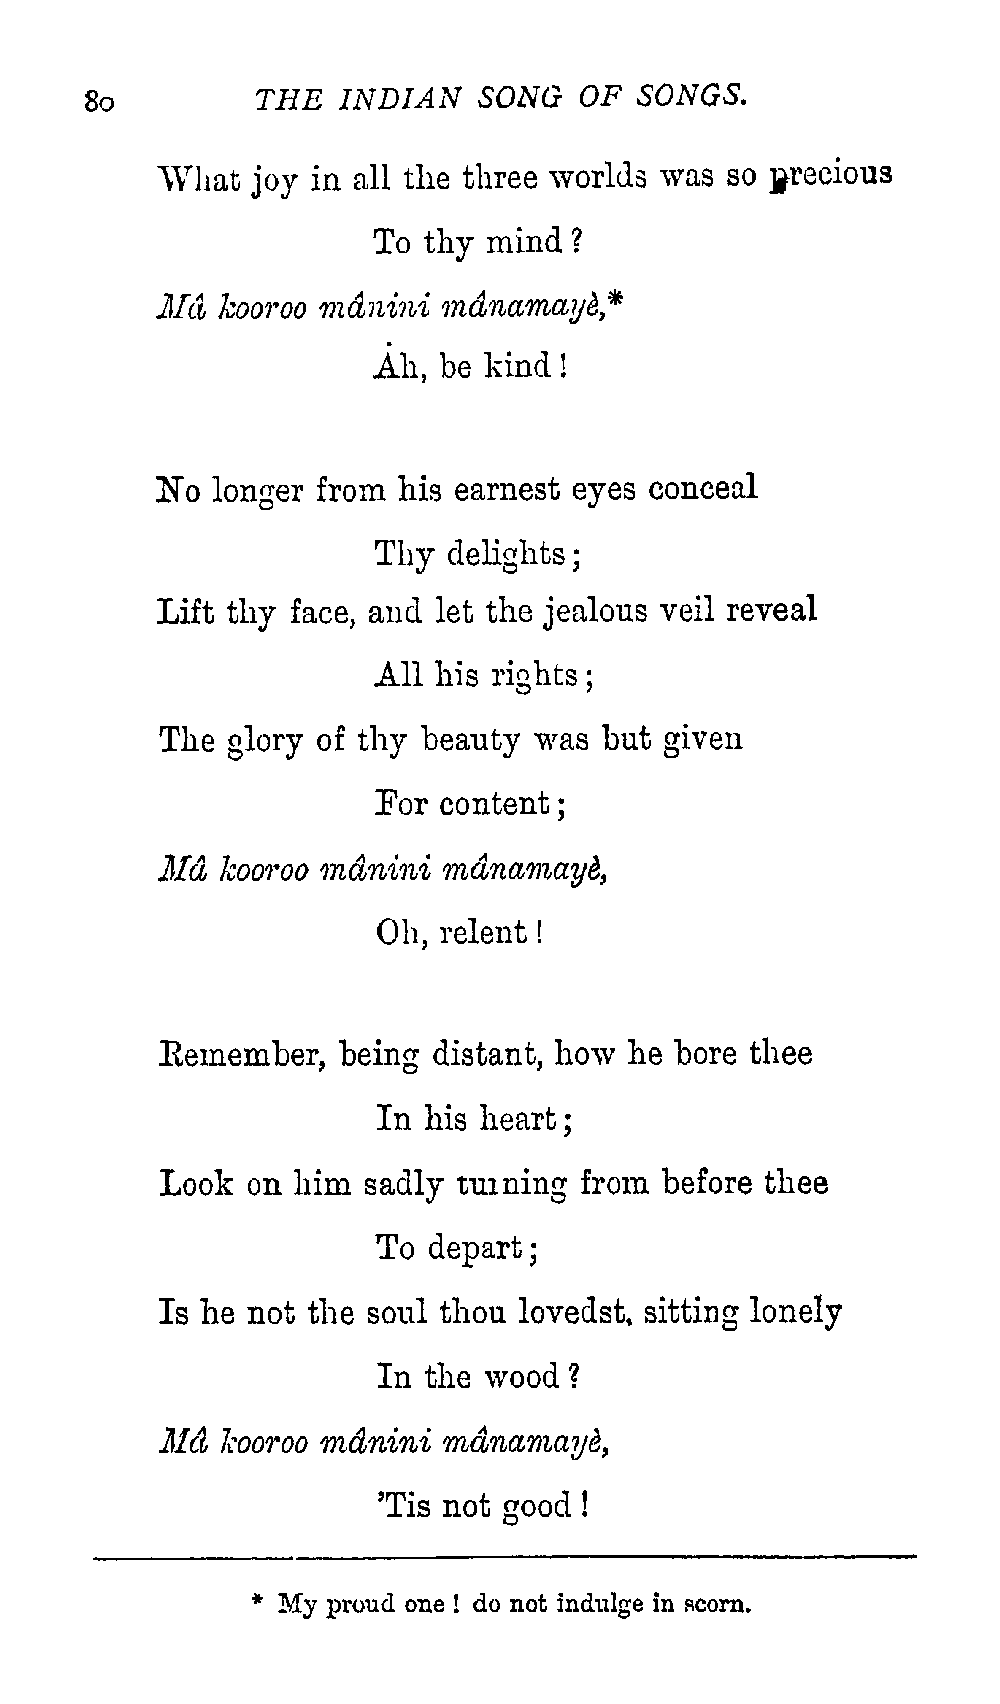 80 THE INDIAN SONG OF SONGS.
What joy in all the three worlds was so precious
To thy mind?
Mâ kooroo mânini mânamayè,*
Ah, be kind!
No longer from his earnest eyes conceal
Thy delights;
Lift thy face, and let the jealous veil reveal
All his rights;
The glory of thy beauty was but given
For content;
Mâ kooroo mânini mânamayè,
Oh, relent!
Remember, being distant, how he bore thee
In his heart;
Look on him sadly turning from before thee
To depart;
Is he not the soul thou lovedst, sitting lonely
In the wood?
Mâ kooroo mânini mânamayè,
'Tis not good!
* My proud one! do not indulge in scorn.